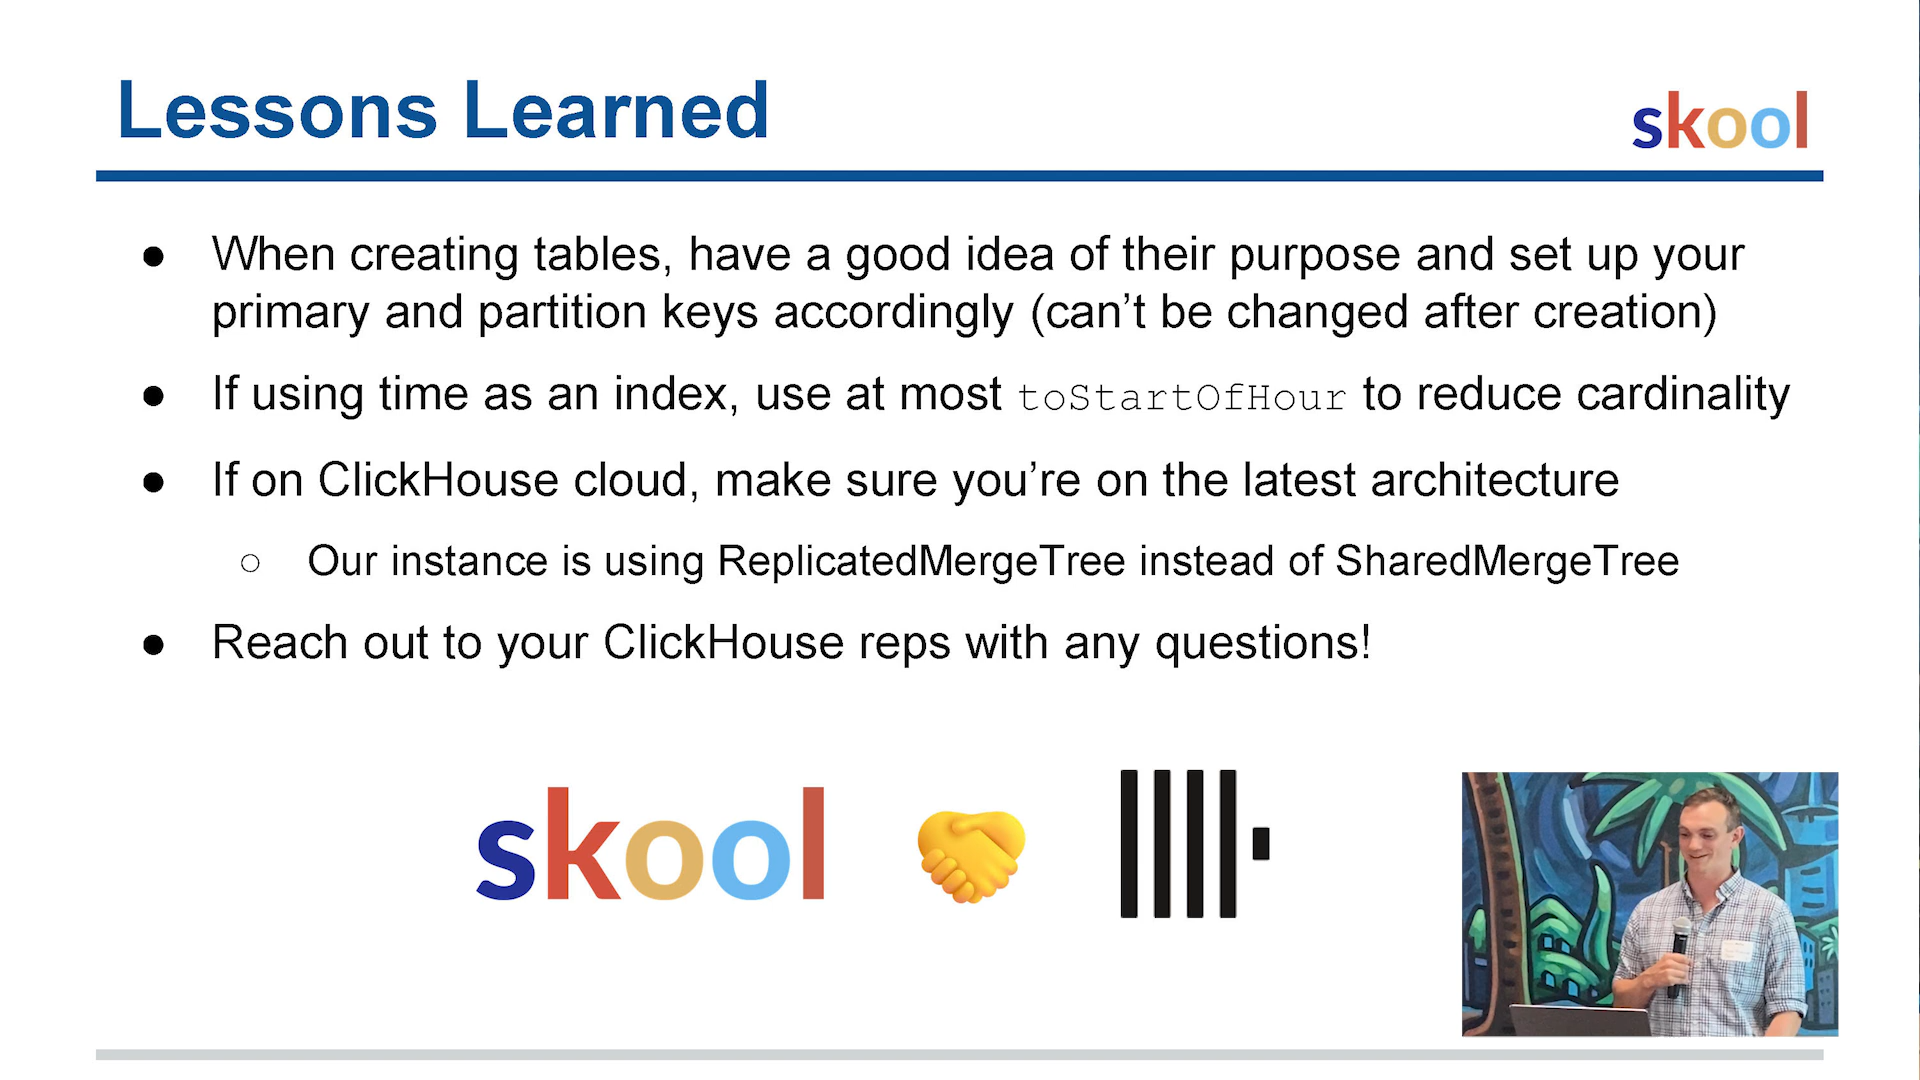 Lessons Learned
skool
● When creating tables, have a good idea of their purpose and set up your
primary and partition keys accordingly (can’t be changed after creation)
● If using time as an index, use at most toStartOfHour to reduce cardinality
● If on ClickHouse cloud, make sure you’re on the latest architecture
○ Our instance is using ReplicatedMergeTree instead of SharedMergeTree
● Reach out to your ClickHouse reps with any questions!
skool